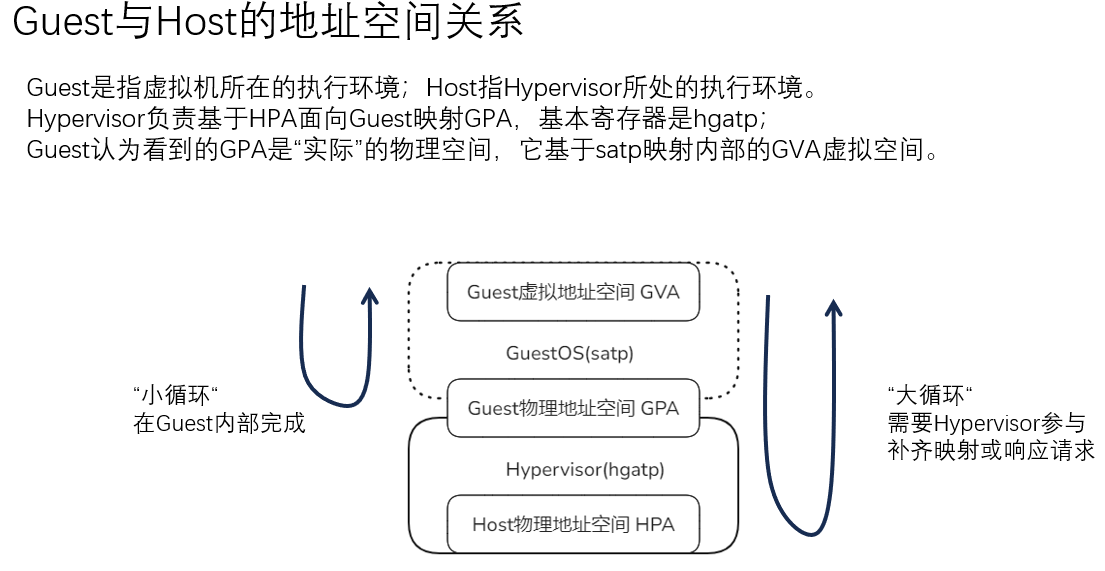 Guest与Host的地址空间关系
Guest是指虚拟机所在的执行环境；Host指Hypervisor所处的执行环境。
Hypervisor负责基于HPA面向Guest映射GPA，基本寄存器是hgatp；
Guest认为看到的GPA是“实际”的物理空间，它基于satp映射内部的GVA虚拟空间。
Guest虚拟地址空间 GVA
GuestOS(satp)
Guest物理地址空间 GPA
Hypervisor(hgatp)
Host物理地址空间 HPA
“小循环“
在Guest内部完成
“大循环“
需要Hypervisor参与
补齐映射或响应请求